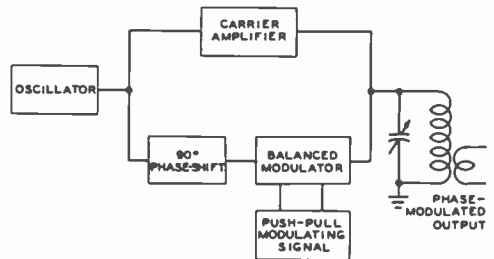 CARRIER
AMPLIFIER
OSCILLATOR
90°
PHASE-SHIFT
BALANCED
MODULATOR
PUSH-PULL
MODULATING
SIGNAL
PHASE-
MODULATED
OUTPUT